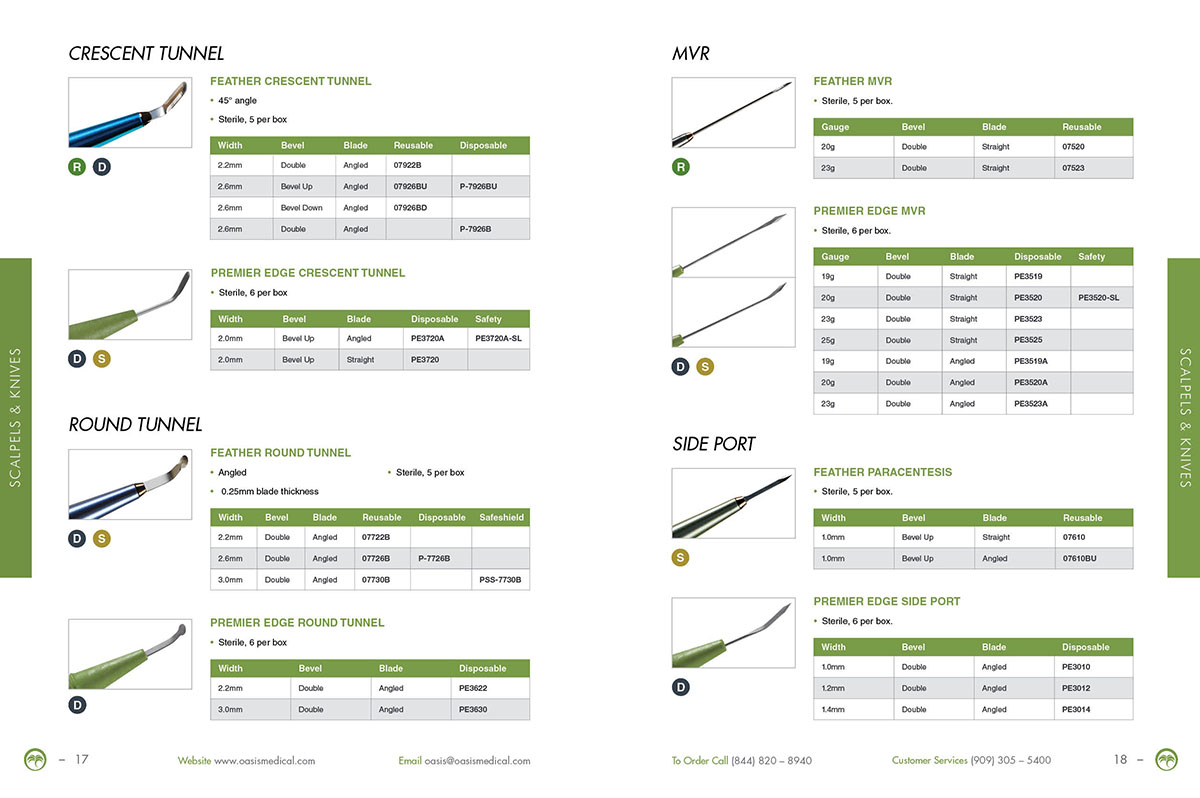 CRESCENT TUNNEL
FEATHER CRESCENT TUNNEL
• 45° angle
• Sterile, 5 per box
Width Bevel Blade Reusable Disposable
2.2mm Double Angled 07922B
2.6mm Bevel Up Angled 07926BU P-7926BU
2.6mm Bevel Down Angled 07926BD
2.6mm Double Angled P-7926B
R D
PREMIER EDGE CRESCENT TUNNEL
• Sterile, 6 per box
Width Bevel Blade Disposable Safety
2.0mm Bevel Up Angled PE3720A PE3720A-SL
2.0mm Bevel Up Straight PE3720
D S
ROUND TUNNEL
FEATHER ROUND TUNNEL
• Angled • Sterile, 5 per box
• 0.25mm blade thickness
Width Bevel Blade Reusable Disposable Safeshield
2.2mm Double Angled 07722B
2.6mm Double Angled 07726B P-7726B
3.0mm Double Angled 07730B PSS-7730B
D S
PREMIER EDGE ROUND TUNNEL
• Sterile, 6 per box
Width Bevel Blade Disposable
2.2mm Double Angled PE3622
3.0mm Double Angled PE3630
D
SCALPELS & KNIVES
– 17
Website www.oasismedical.com
Email oasis@oasismedical.com
MVR
FEATHER MVR
• Sterile, 5 per box.
Gauge Bevel Blade Reusable
20g Double Straight 07520
23g Double Straight 07523
R
PREMIER EDGE MVR
• Sterile, 6 per box.
Gauge Bevel Blade Disposable Safety
19g Double Straight PE3519
20g Double Straight PE3520 PE3520-SL
23g Double Straight PE3523
25g Double Straight PE3525
19g Double Angled PE3519A
20g Double Angled PE3520A
23g Double Angled PE3523A
D S
SIDE PORT
FEATHER PARACENTESIS
• Sterile, 5 per box.
Width Bevel Blade Reusable
1.0mm Bevel Up Straight 07610
1.0mm Bevel Up Angled 07610BU
S
PREMIER EDGE SIDE PORT
• Sterile, 6 per box.
Width Bevel Blade Disposable
1.0mm Double Angled PE3010
1.2mm Double Angled PE3012
1.4mm Double Angled PE3014
D
SCALPELS & KNIVES
To Order Call (844) 820 – 8940
Customer Services (909) 305 – 5400
18 –